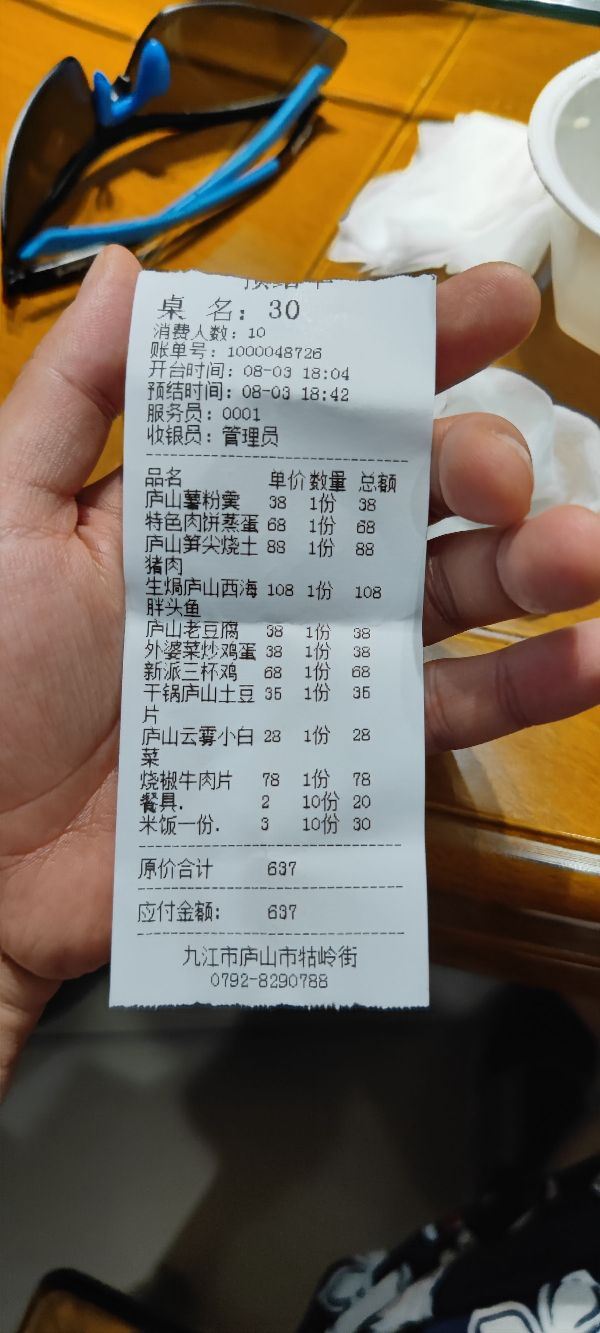 预结单
桌 名: 30
消费人数: 10
账单号: 1000048726
开台时间: 08-03 18:04
预结时间: 08-03 18:42
服务员: 0001
收银员: 管理员
品名 单价 数量 总额
庐山薯粉羹 38 1份 38
特色肉饼蒸蛋 68 1份 68
庐山笋尖烧土 88 1份 88
猪肉
生焗庐山西海 108 1份 108
胖头鱼
庐山老豆腐 38 1份 38
外婆菜炒鸡蛋 38 1份 38
新派三杯鸡 68 1份 68
干锅庐山土豆 35 1份 35
片
庐山云雾小白 28 1份 28
菜
烧椒牛肉片 78 1份 78
餐具. 2 10份 20
米饭一份. 3 10份 30
原价合计 637
应付金额: 637
九江市庐山市牯岭街
0792-8290788